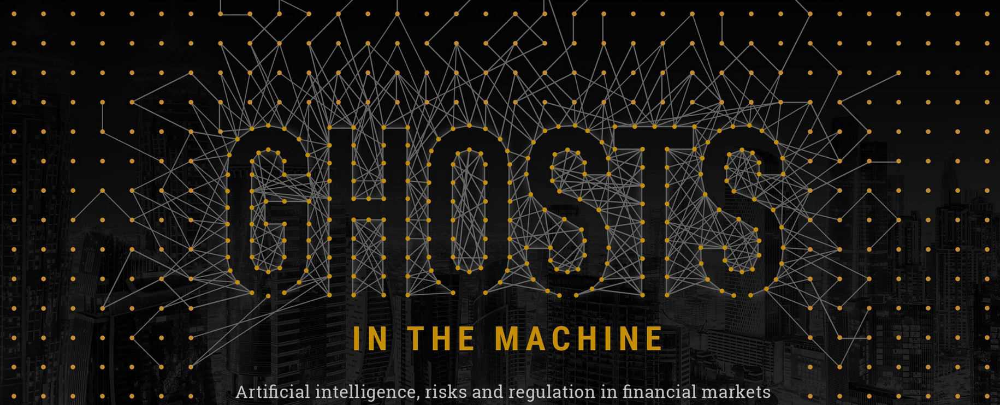 GHOSTS
IN THE MACHINE
Artificial intelligence, risks and regulation in financial markets